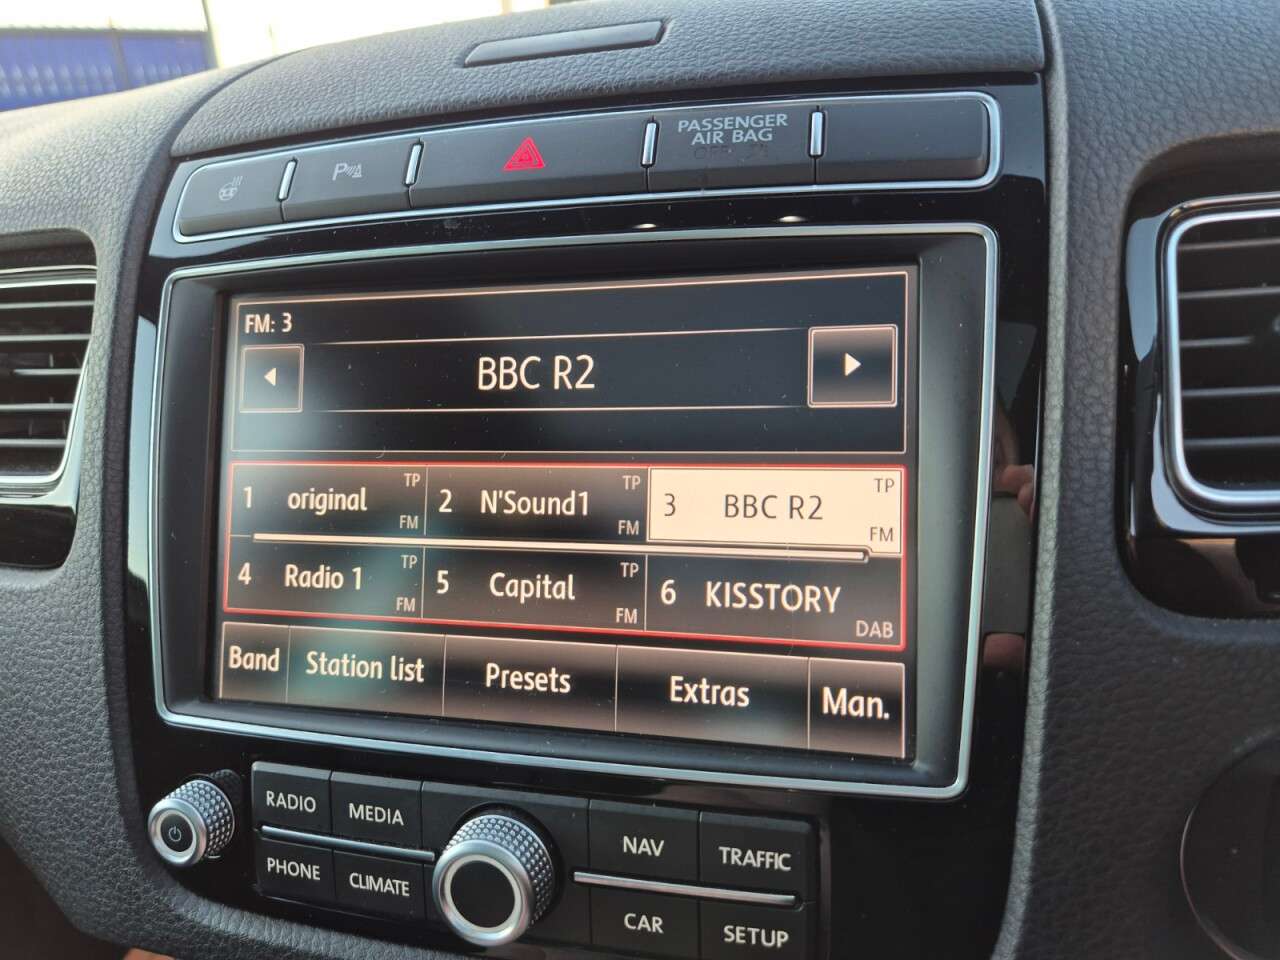 PASSENGER
AIR BAG
P
FM: 3
BBC R2
1 original TP FM
2 N'Sound1 TP FM
3 BBC R2 TP FM
4 Radio 1 TP FM
5 Capital TP FM
6 KISSTORY DAB
Band Station list Presets Extras Man.
RADIO MEDIA NAV TRAFFIC
PHONE CLIMATE CAR SETUP